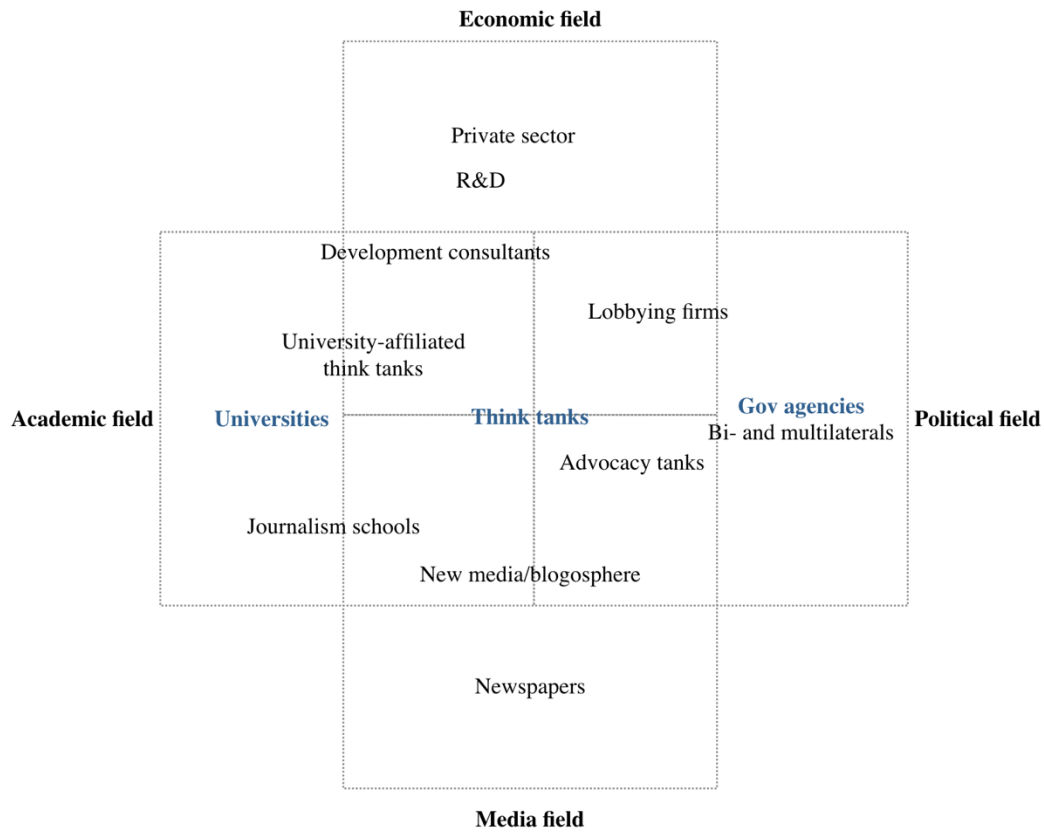 Economic field
Private sector
R&D
Development consultants
Lobbying firms
University-affiliated
think tanks
Academic field
Universities
Think tanks
Gov agencies
Bi- and multilaterals
Political field
Advocacy tanks
Journalism schools
New media/blogosphere
Newspapers
Media field